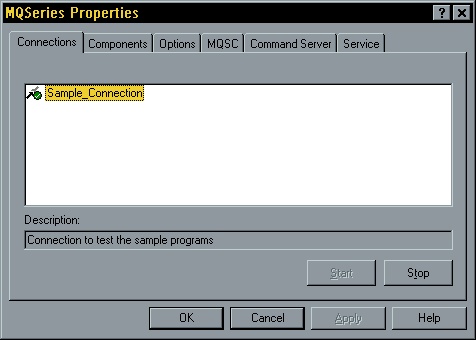 MQSeries Properties
Connections Components Options MQSC Command Server Service
Sample_Connection
Description:
Connection to test the sample programs
Start Stop
OK Cancel Apply Help